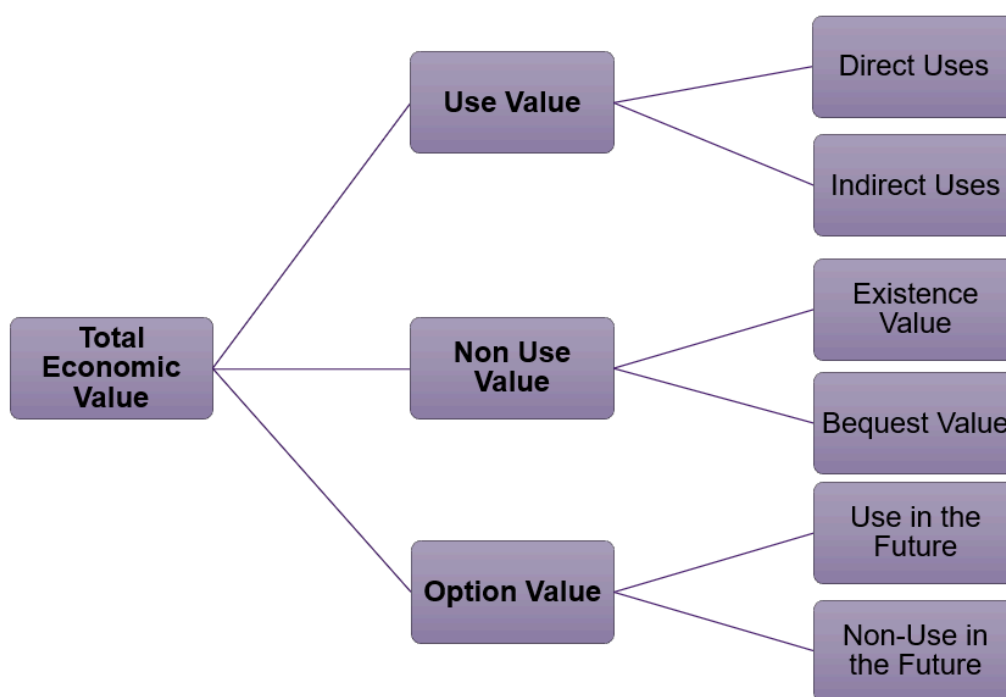 Total
Economic
Value
Use Value
Direct Uses
Indirect Uses
Non Use
Value
Existence
Value
Bequest Value
Option Value
Use in the
Future
Non-Use in
the Future